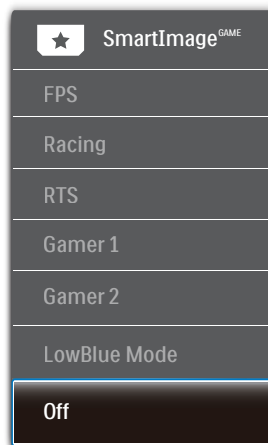 SmartImage GAME
FPS
Racing
RTS
Gamer 1
Gamer 2
LowBlue Mode
Off